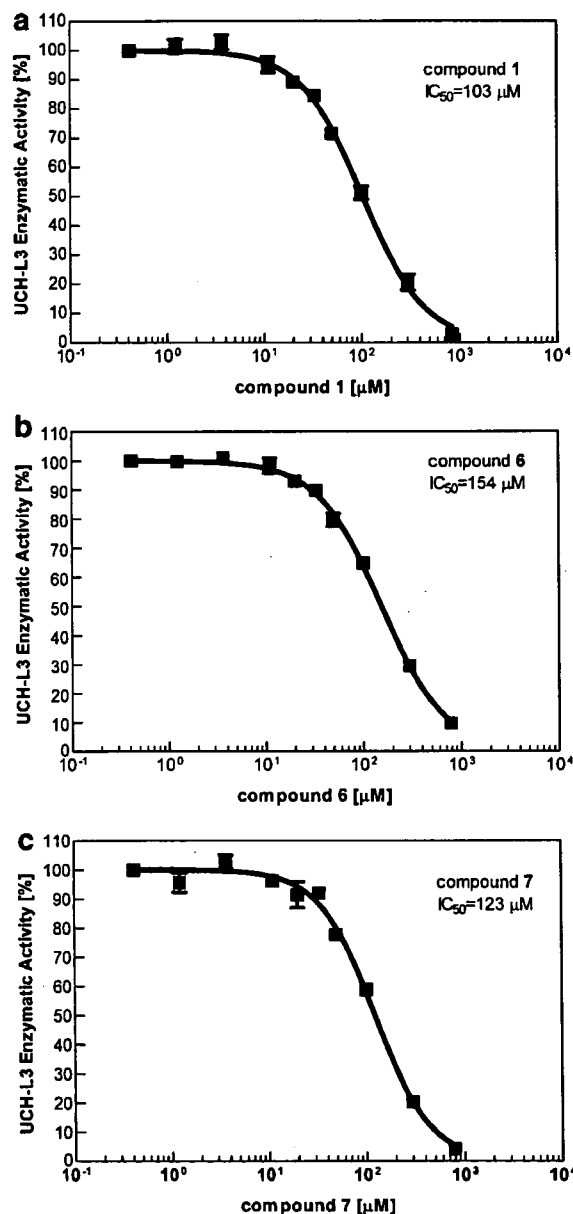 a
110
100
90
80
70
60
50
40
30
20
10
0
UCH-L3 Enzymatic Activity [%]
compound 1
IC50=103 μM
10-1 100 101 102 103 104
compound 1 [μM]
b
110
100
90
80
70
60
50
40
30
20
10
0
UCH-L3 Enzymatic Activity [%]
compound 6
IC50=154 μM
10-1 100 101 102 103 104
compound 6 [μM]
c
110
100
90
80
70
60
50
40
30
20
10
0
UCH-L3 Enzymatic Activity [%]
compound 7
IC50=123 μM
10-1 100 101 102 103 104
compound 7 [μM]